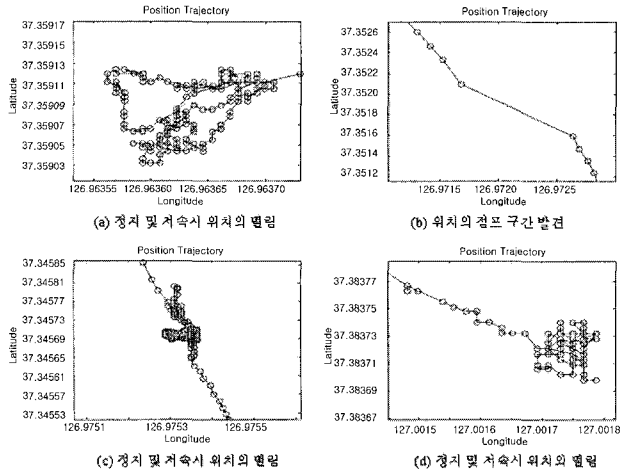 Position Trajectory
Position Trajectory
37.35917
37.35915
37.35913
37.35911
37.35909
37.35907
37.35905
37.35903
Latitude
126.96355 126.96360 126.96365 126.96370
Longitude
37.3526
37.3524
37.3522
37.3520
37.3518
37.3516
37.3514
37.3512
Latitude
126.9715 126.9720 126.9725
Longitude
(a) 정지 및 저속시 위치의 떨림
(b) 위치의 점프 구간 발견
Position Trajectory
Position Trajectory
37.34585
37.34581
37.34577
37.34573
37.34569
37.34565
37.34561
37.34557
37.34553
Latitude
126.9751 126.9753 126.9755
Longitude
37.38377
37.38375
37.38373
37.38371
37.38369
37.38367
Latitude
127.0015 127.0016 127.0017 127.0018
Longitude
(c) 정지 및 저속시 위치의 떨림
(d) 정지 및 저속시 위치의 떨림